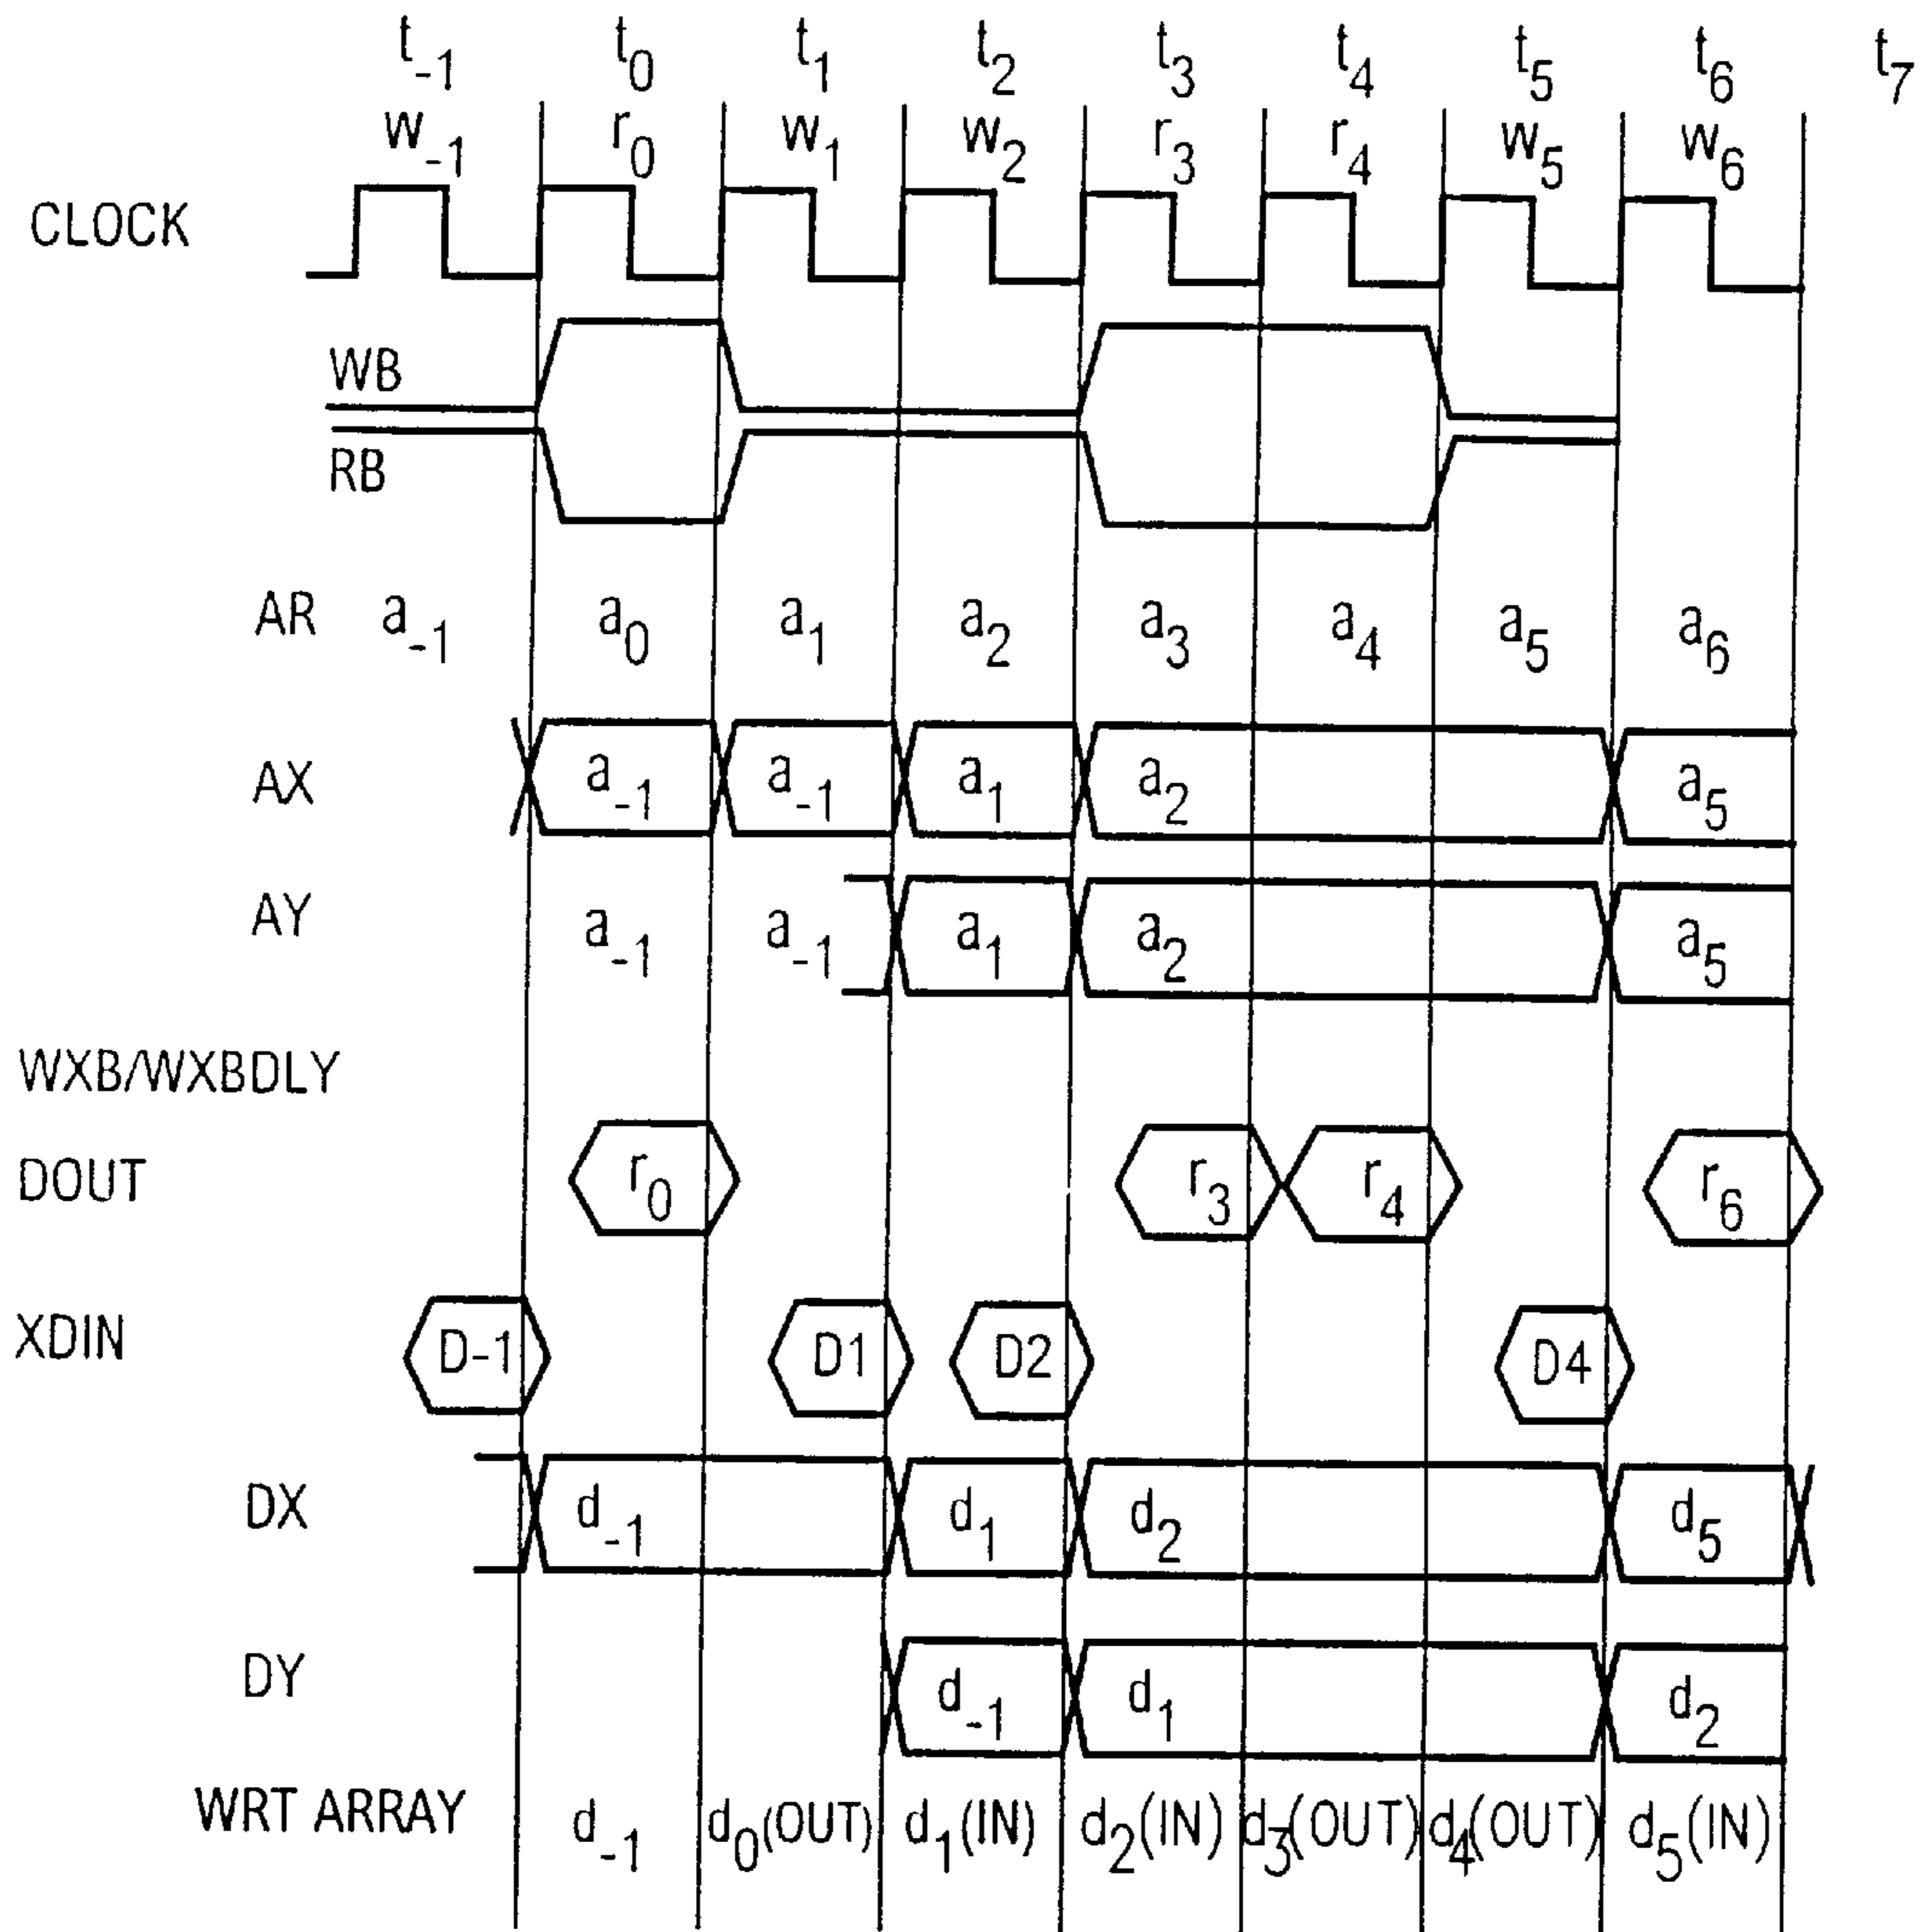 t-1 t0 t1 t2 t3 t4 t5 t6 t7
w-1 r0 w1 w2 r3 r4 w5 w6
CLOCK
WB
RB
AR a-1 a0 a1 a2 a3 a4 a5 a6
AX a-1 a-1 a1 a2 a5
AY a-1 a-1 a1 a2 a5
WXB/WXBDLY
DOUT r0 r3 r4 r6
XDIN D-1 D1 D2 D4
DX d-1 d1 d2 d5
DY d-1 d1 d2
WRT ARRAY d-1 d0(OUT) d1(IN) d2(IN) d3(OUT) d4(OUT) d5(IN)